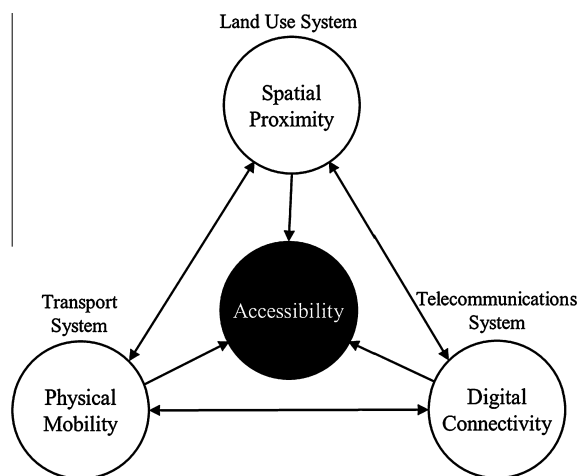 Land Use System
Spatial
Proximity
Accessibility
Transport
System
Telecommunications
System
Physical
Mobility
Digital
Connectivity